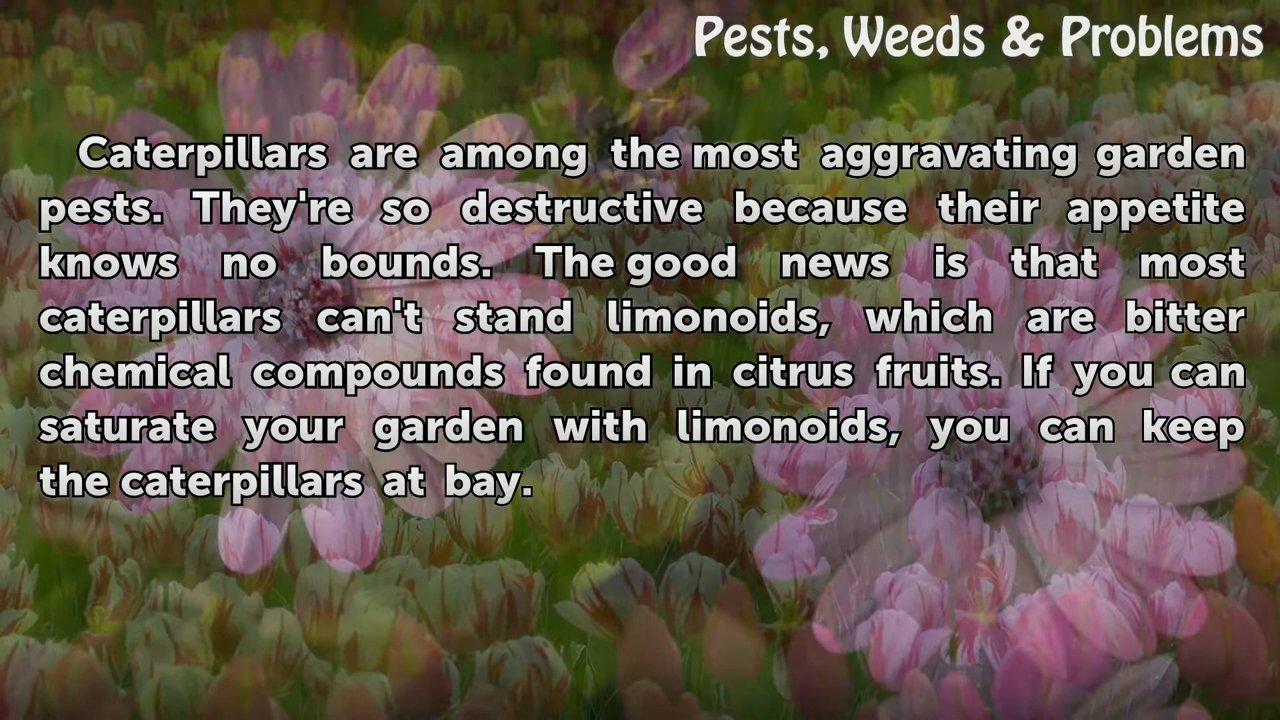 Pests, Weeds & Problems
Caterpillars are among the most aggravating garden
pests. They're so destructive because their appetite
knows no bounds. The good news is that most
caterpillars can't stand limonoids, which are bitter
chemical compounds found in citrus fruits. If you can
saturate your garden with limonoids, you can keep
the caterpillars at bay.